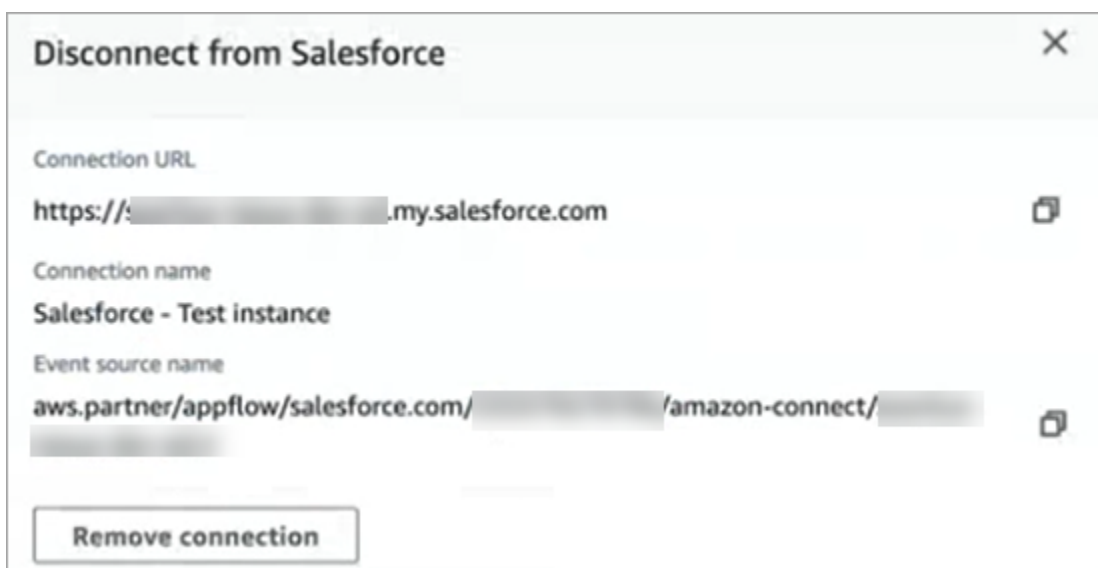 Disconnect from Salesforce
Connection URL
https:// .my.salesforce.com
Connection name
Salesforce - Test instance
Event source name
aws.partner/appflow/salesforce.com/ /amazon-connect/
Remove connection